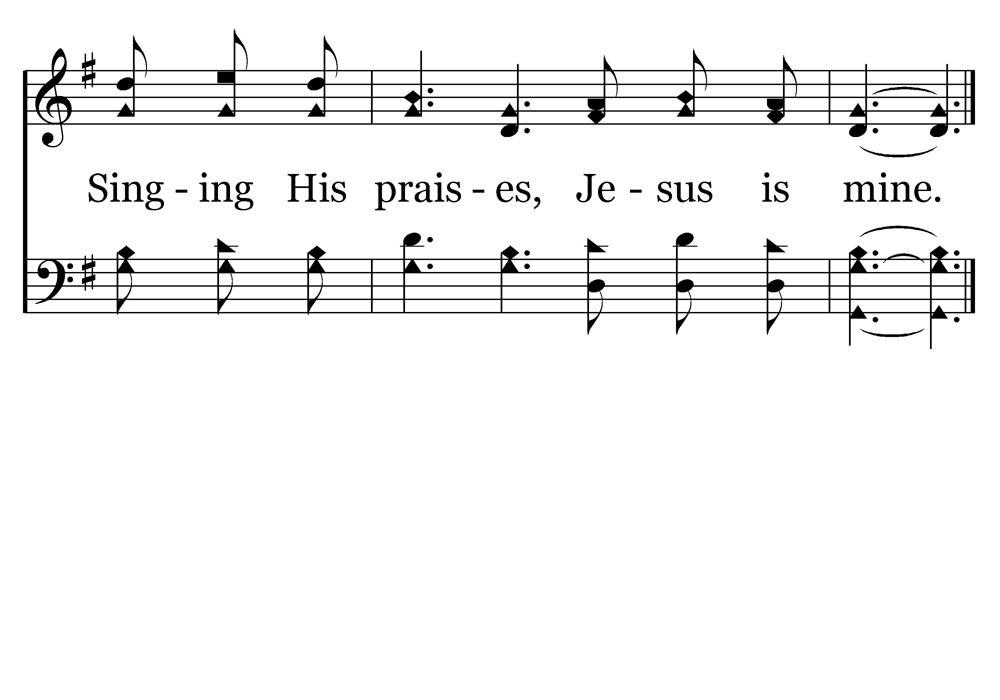 Sing - ing His prais - es, Je - sus is mine.